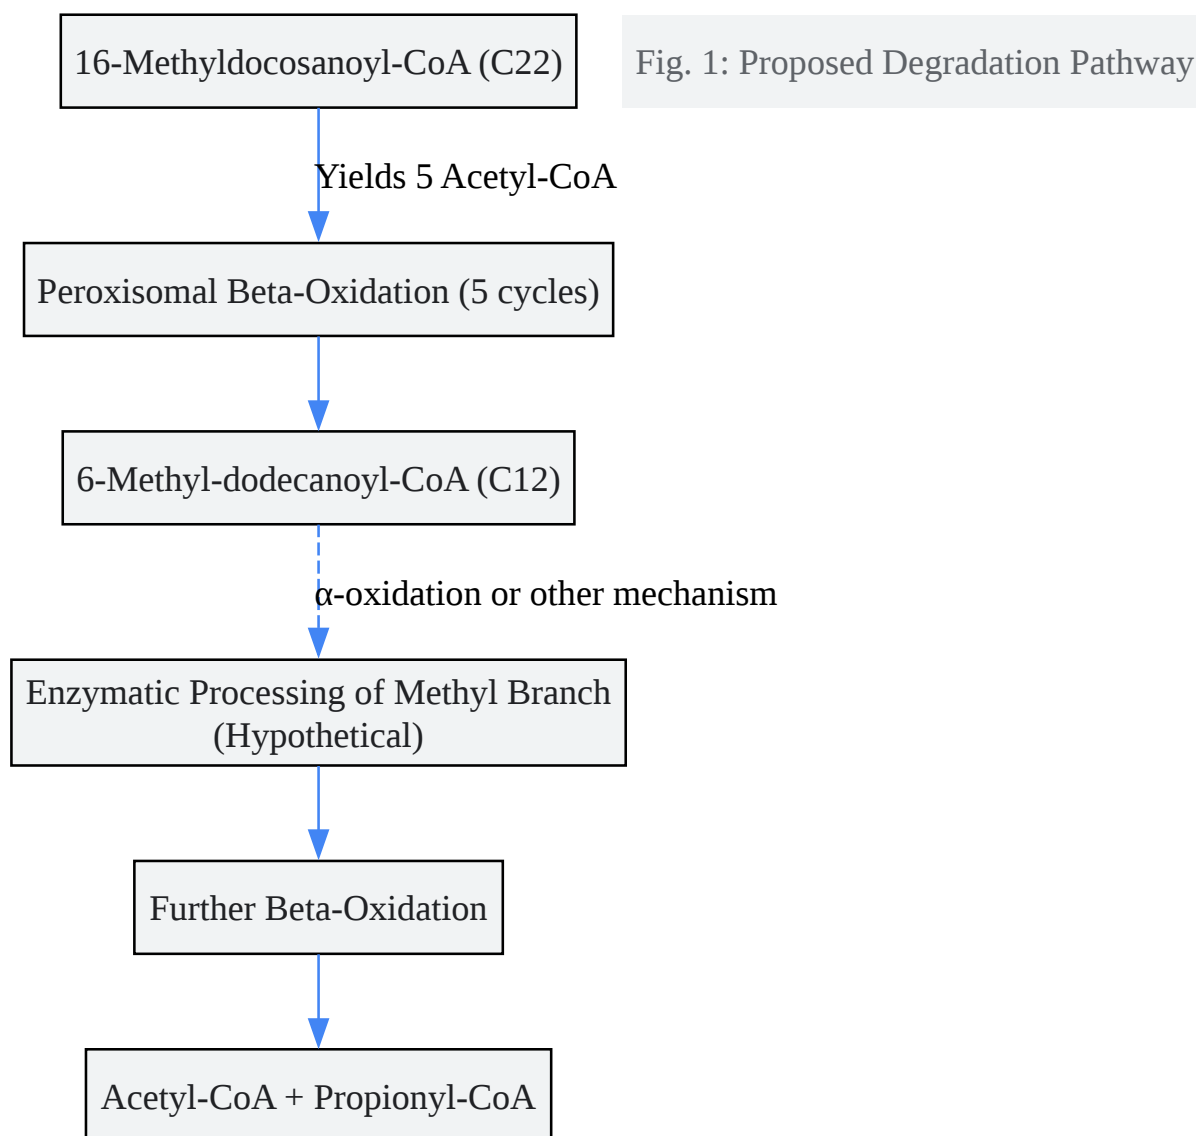 16-Methyldocosanoyl-CoA (C22)
Fig. 1: Proposed Degradation Pathway
Yields 5 Acetyl-CoA
Peroxisomal Beta-Oxidation (5 cycles)
6-Methyl-dodecanoyl-CoA (C12)
α-oxidation or other mechanism
Enzymatic Processing of Methyl Branch
(Hypothetical)
Further Beta-Oxidation
Acetyl-CoA + Propionyl-CoA